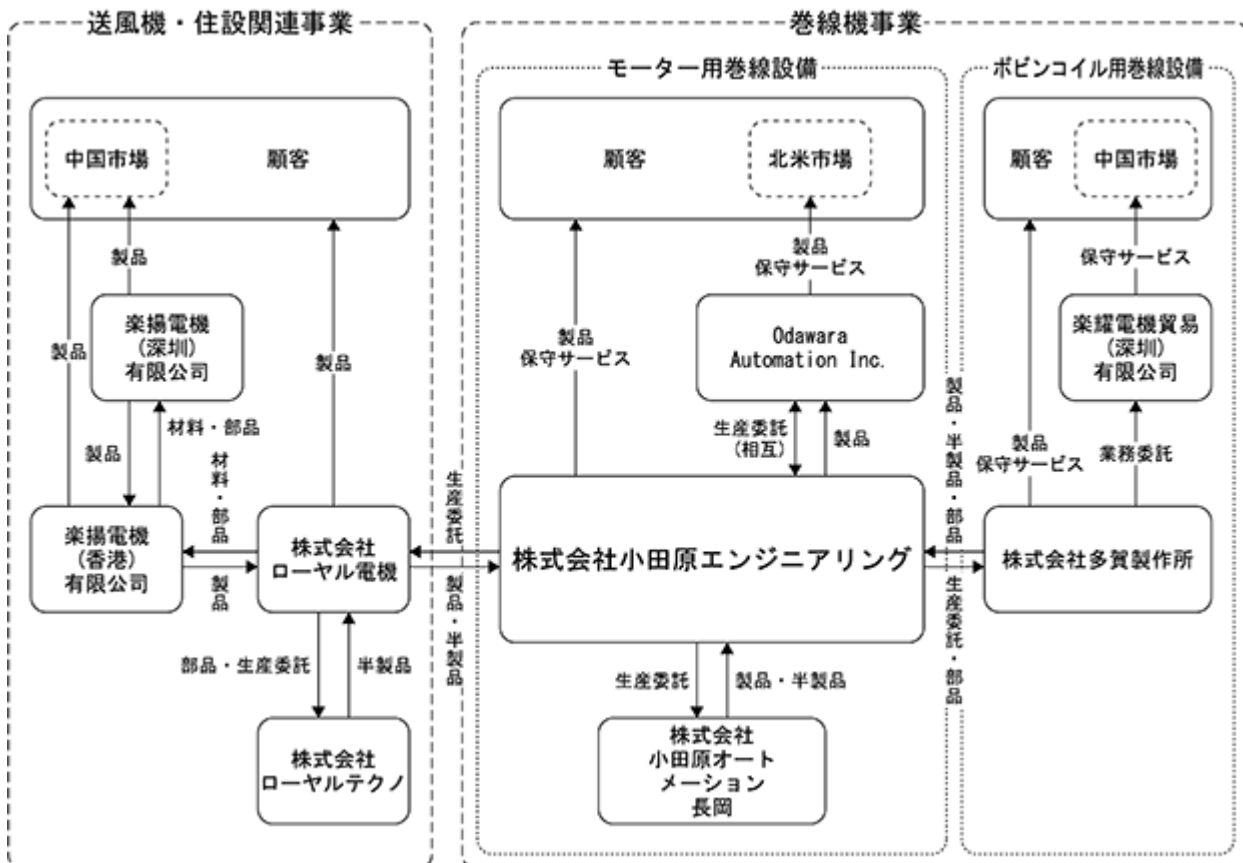 送風機・住設関連事業
中国市場
顧客
製品
製品
製品
楽揚電機
(深圳)
有限公司
製品
材料・部品
楽揚電機
(香港)
有限公司
材料・部品
製品
株式会社
ローヤル電機
部品・生産委託
半製品
株式会社
ローヤルテクノ
生産委託
製品・半製品
巻線機事業
モーター用巻線設備
顧客
北米市場
製品
保守サービス
製品
保守サービス
Odawara
Automation Inc.
生産委託
(相互)
製品
株式会社小田原エンジニアリング
生産委託
製品・半製品
株式会社
小田原オート
メーション
長岡
製品・半製品・部品
生産委託・部品
ボビンコイル用巻線設備
顧客
中国市場
保守サービス
楽耀電機貿易
(深圳)
有限公司
製品
保守サービス
業務委託
株式会社多賀製作所